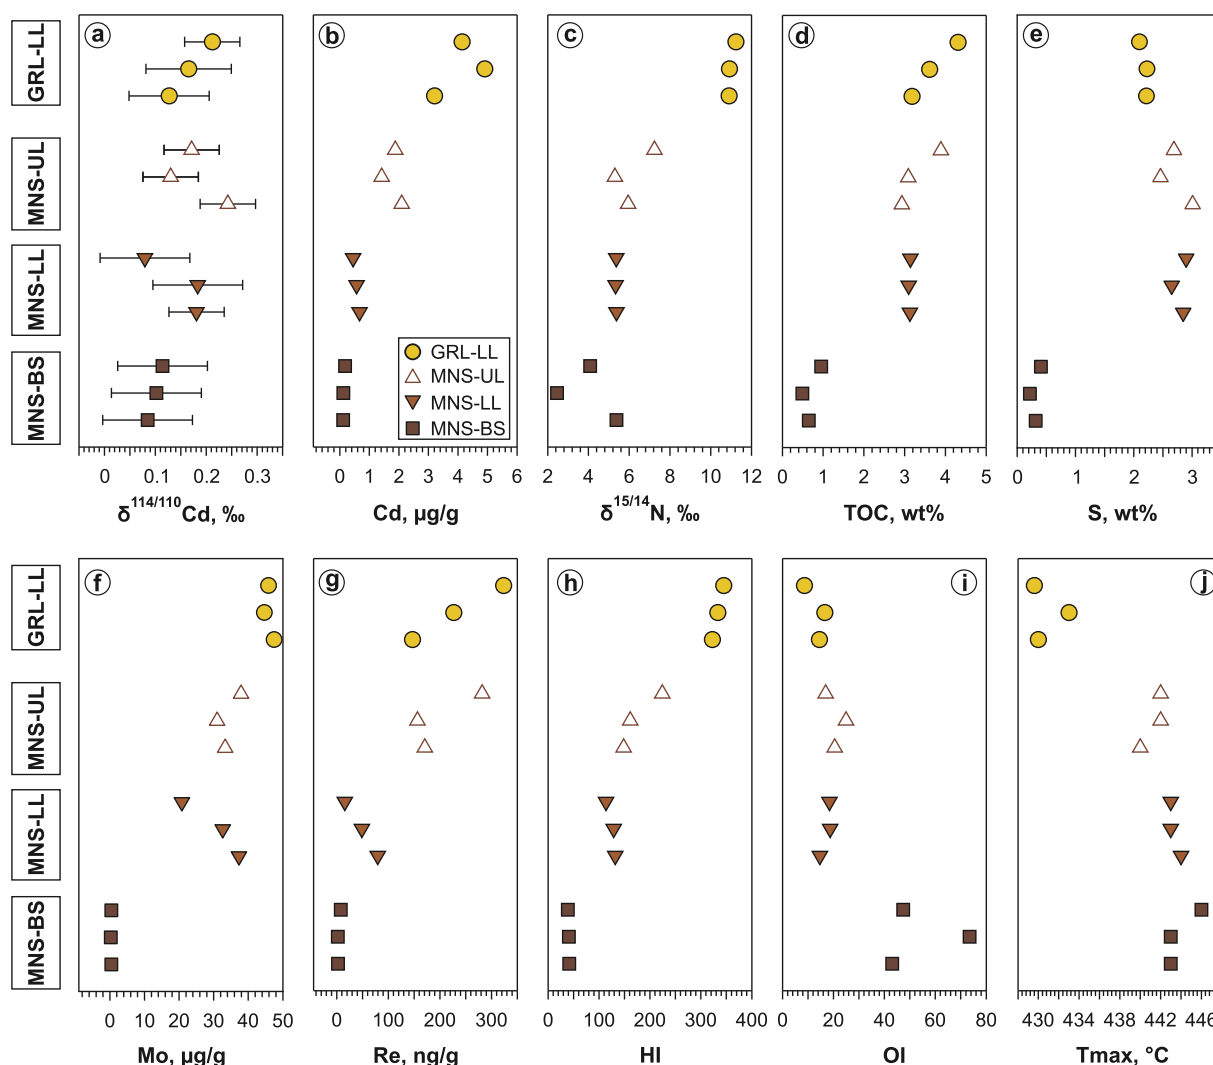 GRL-LL
MNS-UL
MNS-LL
MNS-BS
a
b
c
d
e
GRL-LL
MNS-UL
MNS-LL
MNS-BS
0 0.1 0.2 0.3
0 1 2 3 4 5 6
2 4 6 8 10 12
0 1 2 3 4 5
0 1 2 3
δ114/110Cd, ‰
Cd, µg/g
δ15/14N, ‰
TOC, wt%
S, wt%
GRL-LL
MNS-UL
MNS-LL
MNS-BS
f
g
h
i
j
0 10 20 30 40 50
0 100 200 300
0 100 200 300 400
0 20 40 60 80
430 434 438 442 446
Mo, µg/g
Re, ng/g
HI
OI
Tmax, °C